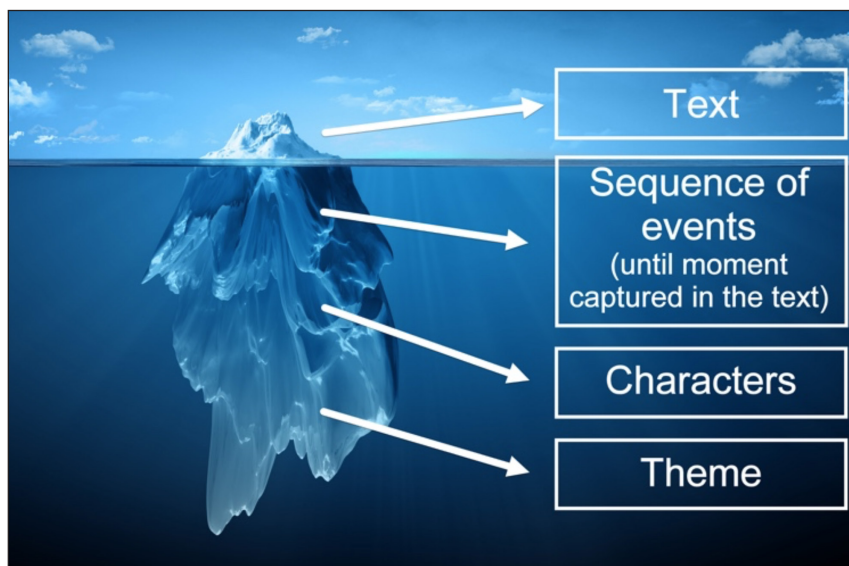 Text
Sequence of
events
(until moment
captured in the text)
Characters
Theme